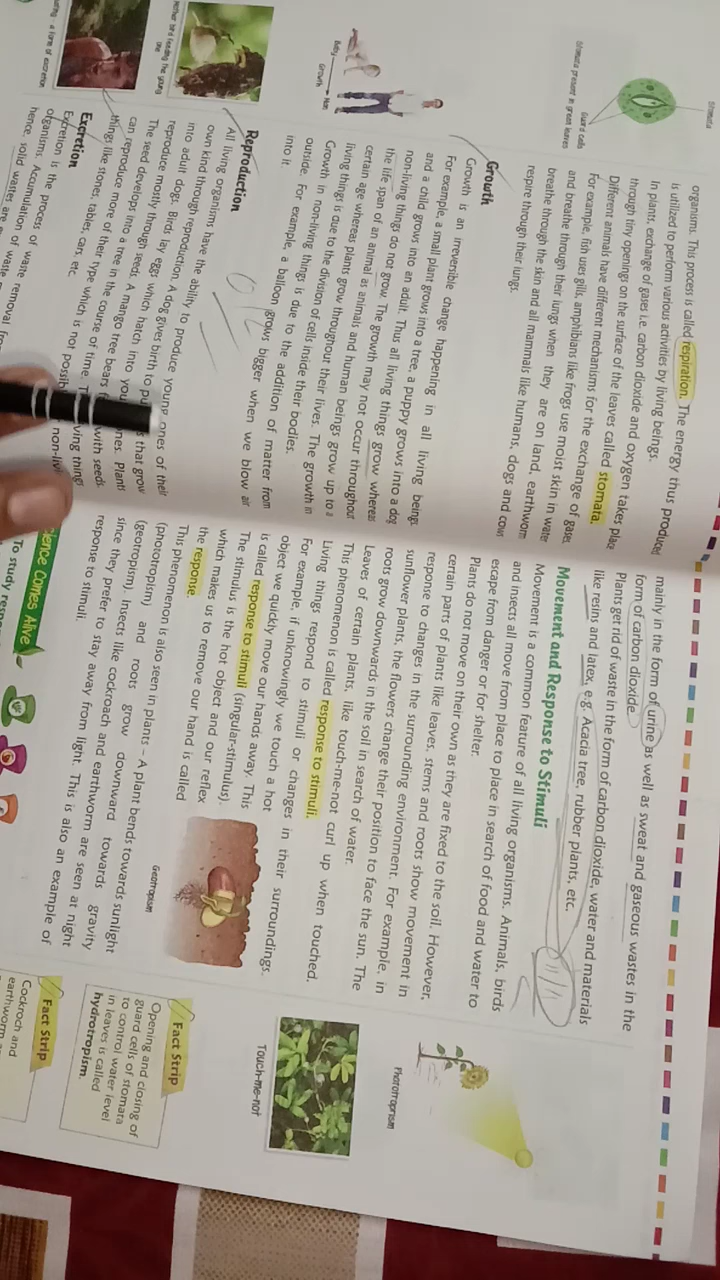 Stomata
Guard cells
Stomata present in green leaves
organisms. This process is called respiration. The energy thus produced
is utilized to perform various activities by living beings.
In plants, exchange of gases i.e. carbon dioxide and oxygen takes place
through tiny openings on the surface of the leaves called stomata.
Different animals have different mechanisms for the exchange of gases
For example, fish uses gills, amphibians like frogs use moist skin in water
and breathe through their lungs when they are on land, earthworm
breathe through the skin and all mammals like humans, dogs and cows
respire through their lungs.
Growth
Growth is an irreversible change happening in all living beings.
For example, a small plant grows into a tree, a puppy grows into a dog
and a child grows into an adult. Thus all living things grow whereas
non-living things do not grow. The growth may not occur throughout
the life span of an animal as animals and human beings grow up to a
certain age whereas plants grow throughout their lives. The growth in
living things is due to the division of cells inside their bodies.
Growth in non-living things is due to the addition of matter from
outside. For example, a balloon grows bigger when we blow air
into it.
Baby
Man
Growth
Reproduction
All living organisms have the ability to produce young ones of their
own kind through reproduction. A dog gives birth to that grow
into adult dogs. Birds lay eggs which hatch into Plants
reproduce mostly through seeds. A mango tree bears with seeds.
The seed develops into a tree in the course of time. living things
can reproduce more of their type which is not non-living
things like stones, tables, cars etc.
Mother bird feeding the young one
Excretion
Excretion is the process of waste removal from
organisms. Accumulation of waste
hence, solid wastes are
a form of excretion
mainly in the form of urine as well as sweat and gaseous wastes in the
form of carbon dioxide.
Plants get rid of waste in the form of carbon dioxide, water and materials
like resins and latex, e.g. Acacia tree, rubber plants, etc.
Movement and Response to Stimuli
Movement is a common feature of all living organisms. Animals, birds
and insects all move from place to place in search of food and water to
escape from danger or for shelter.
Plants do not move on their own as they are fixed to the soil. However,
certain parts of plants like leaves, stems and roots show movement in
response to changes in the surrounding environment. For example, in
sunflower plants, the flowers change their position to face the sun. The
roots grow downwards in the soil in search of water.
Leaves of certain plants, like touch-me-not curl up when touched.
This phenomenon is called response to stimuli.
Living things respond to stimuli or changes in their surroundings.
For example, if unknowingly we touch a hot
object we quickly move our hands away. This
is called response to stimuli (singular-stimulus).
The stimulus is the hot object and our reflex
which makes us to remove our hand is called
the response.
This phenomenon is also seen in plants - A plant bends towards sunlight
(phototropism) and roots grow downward towards gravity
(geotropism). Insects like cockroach and earthworm are seen at night
since they prefer to stay away from light. This is also an example of
response to stimuli.
Geotropism
Phototropism
Touch-me-not
Fact Strip
Opening and closing of
guard cells of stomata
to control water level
in leaves is called
hydrotropism.
Fact Strip
Cockroch and
earthworm
Comes Alive
To study